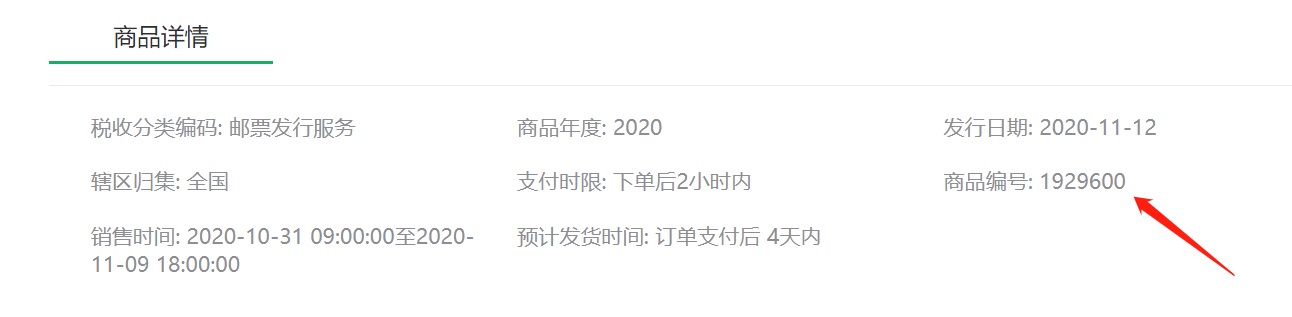 商品详情
税收分类编码: 邮票发行服务
商品年度: 2020
发行日期: 2020-11-12
辖区归集: 全国
支付时限: 下单后2小时内
商品编号: 1929600
销售时间: 2020-10-31 09:00:00至2020-
11-09 18:00:00
预计发货时间: 订单支付后 4天内